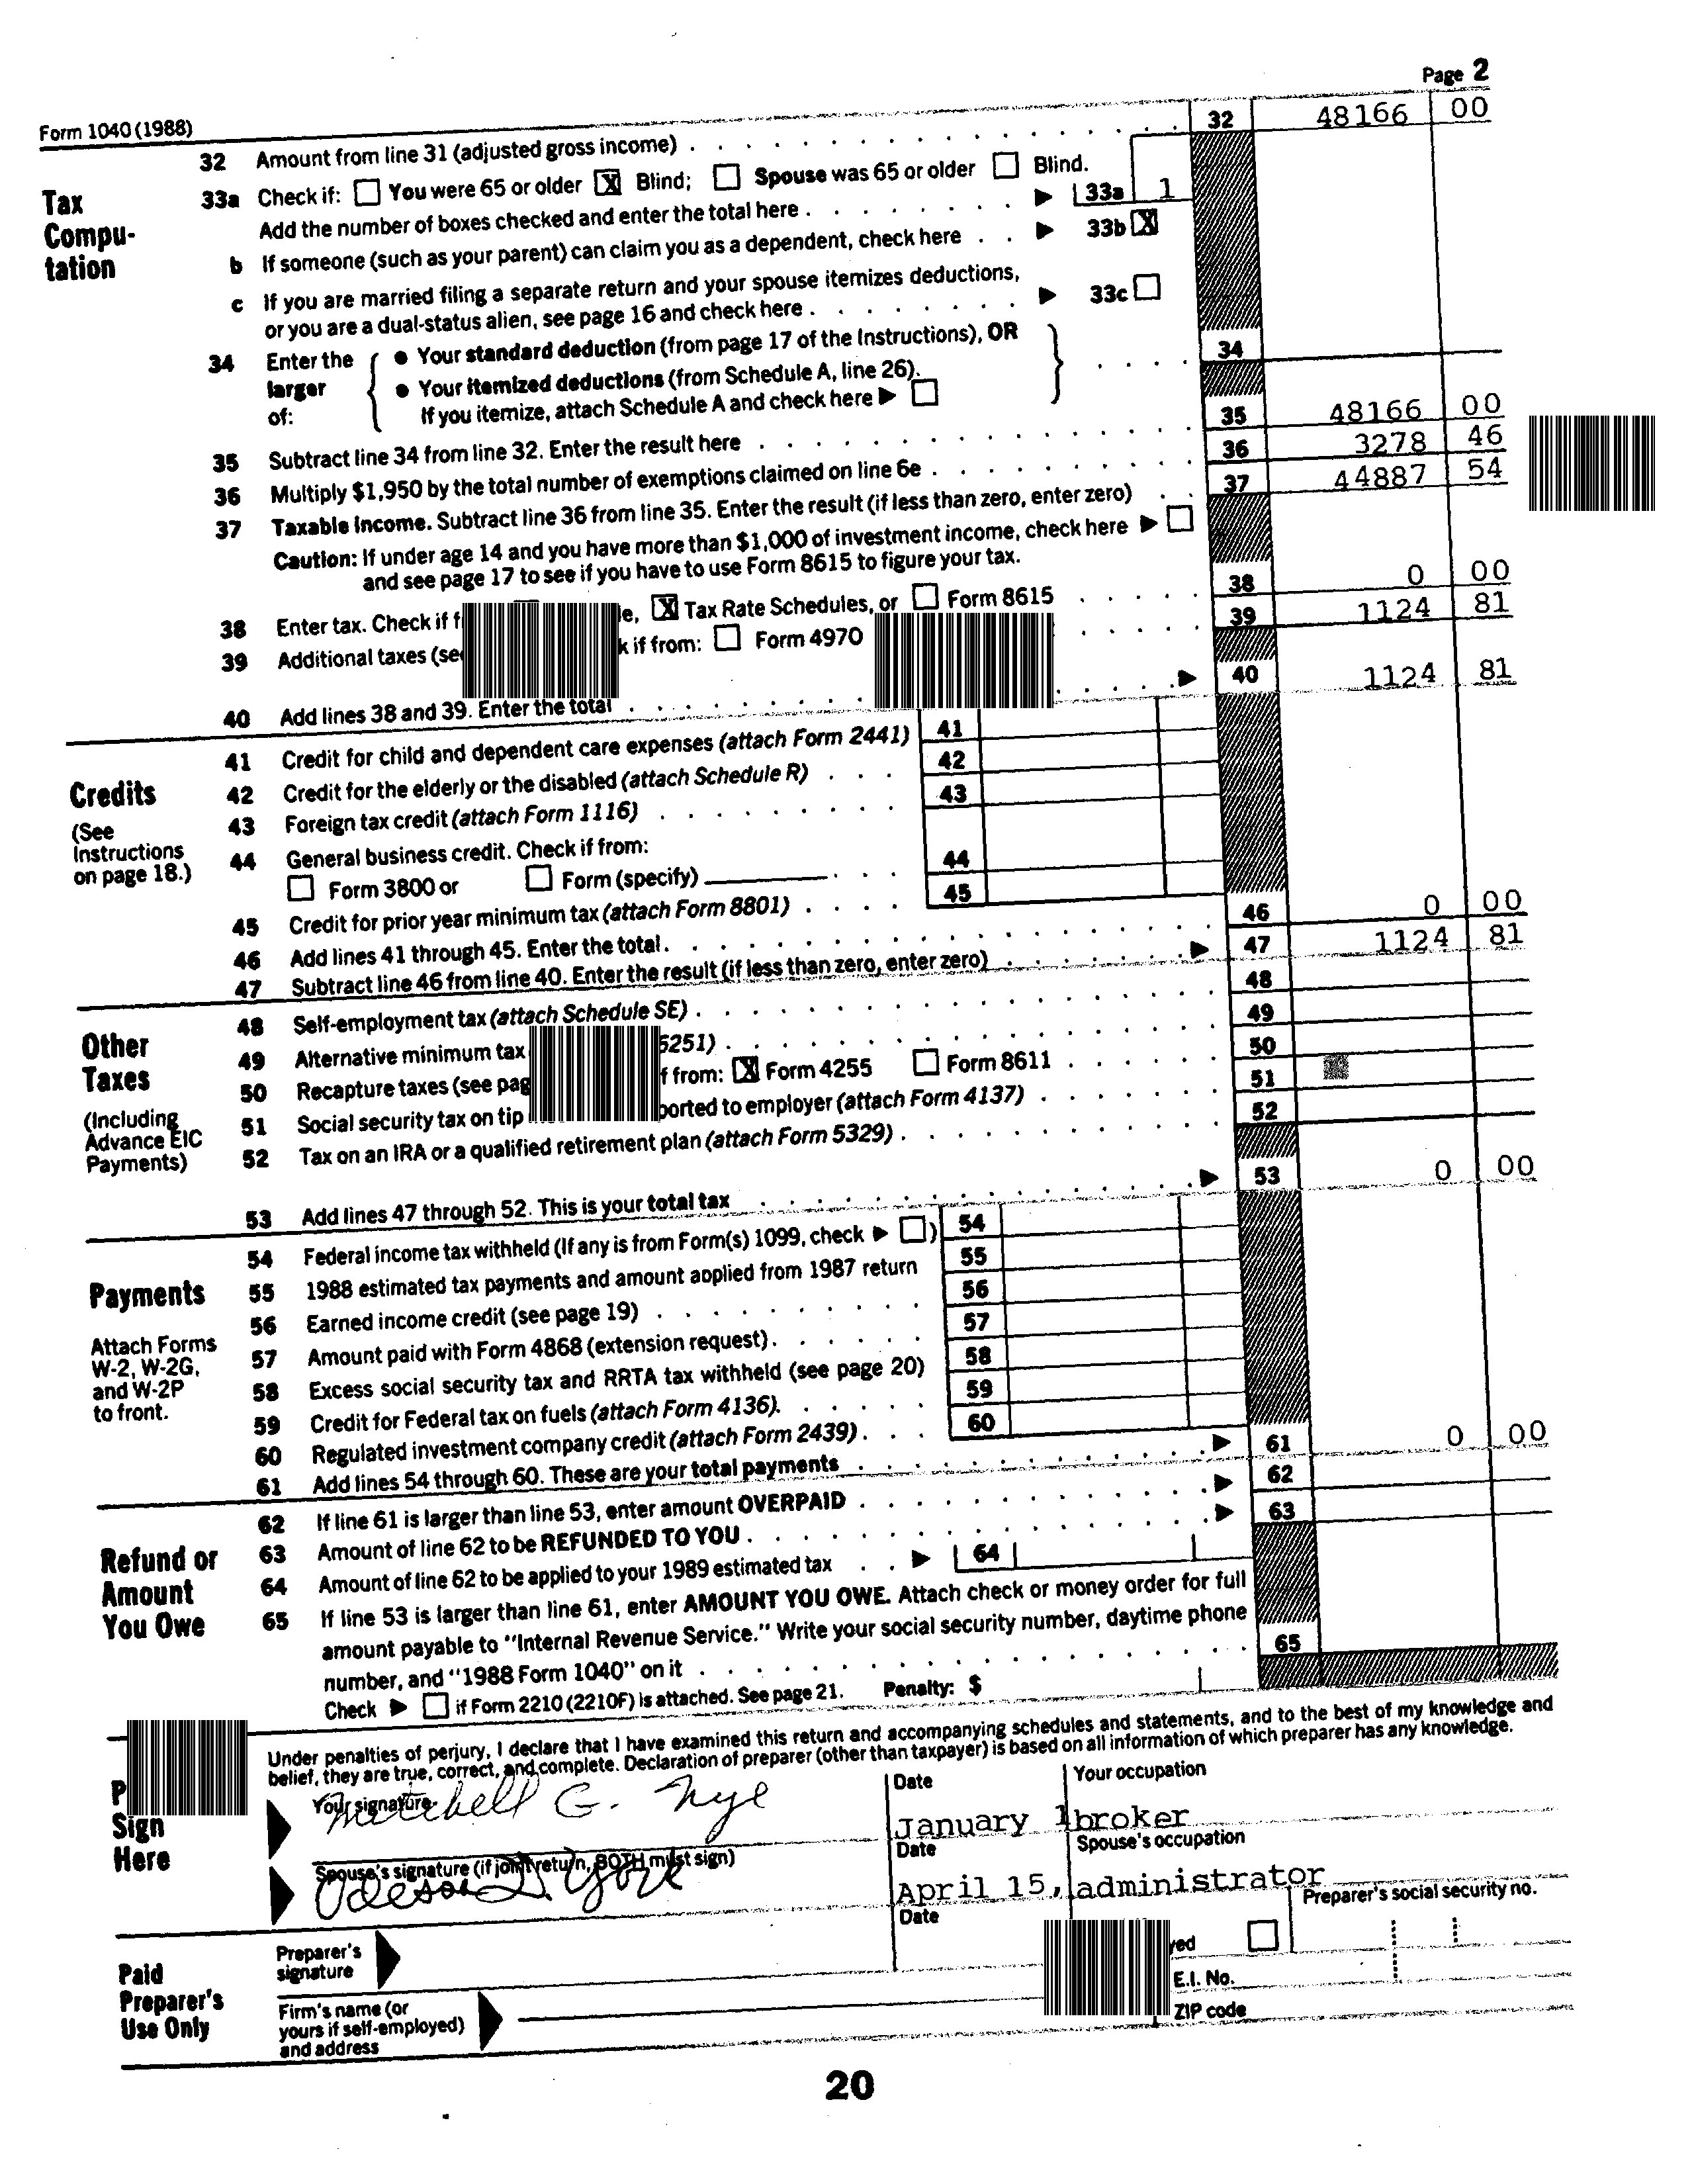 Page 2
Form 1040 (1988)
32 Amount from line 31 (adjusted gross income) 32 48166 00
Tax Compu-tation
33a Check if: You were 65 or older X Blind; Spouse was 65 or older Blind.
Add the number of boxes checked and enter the total here 33a 1
b If someone (such as your parent) can claim you as a dependent, check here 33b X
c If you are married filing a separate return and your spouse itemizes deductions,
or you are a dual-status alien, see page 16 and check here 33c
34 Enter the larger of: • Your standard deduction (from page 17 of the Instructions), OR 34
• Your itemized deductions (from Schedule A, line 26).
If you itemize, attach Schedule A and check here
35 Subtract line 34 from line 32. Enter the result here 35 48166 00
36 Multiply $1,950 by the total number of exemptions claimed on line 6e 36 3278 46
37 Taxable income. Subtract line 36 from line 35. Enter the result (if less than zero, enter zero) 37 44887 54
Caution: If under age 14 and you have more than $1,000 of investment income, check here
and see page 17 to see if you have to use Form 8615 to figure your tax.
38 Enter tax. Check if X Tax Rate Schedules, or Form 8615 38 0 00
39 Additional taxes if from: Form 4970 39 1124 81
40 Add lines 38 and 39. Enter the total 40 1124 81
Credits
(See Instructions on page 18.)
41 Credit for child and dependent care expenses (attach Form 2441) 41
42 Credit for the elderly or the disabled (attach Schedule R) 42
43 Foreign tax credit (attach Form 1116) 43
44 General business credit. Check if from:
Form 3800 or Form (specify) 44
45 Credit for prior year minimum tax (attach Form 8801) 45
46 Add lines 41 through 45. Enter the total 46 0 00
47 Subtract line 46 from line 40. Enter the result (if less than zero, enter zero) 47 1124 81
Other Taxes
(Including Advance EIC Payments)
48 Self-employment tax (attach Schedule SE) 48
49 Alternative minimum tax 6251) 49
50 Recapture taxes (see from: X Form 4255 Form 8611 50
51 Social security tax on tip ported to employer (attach Form 4137) 51
52 Tax on an IRA or a qualified retirement plan (attach Form 5329) 52
53 Add lines 47 through 52. This is your total tax 53 0 00
Payments
Attach Forms W-2, W-2G, and W-2P to front.
54 Federal income tax withheld (If any is from Form(s) 1099, check ) 54
55 1988 estimated tax payments and amount applied from 1987 return 55
56 Earned income credit (see page 19) 56
57 Amount paid with Form 4868 (extension request) 57
58 Excess social security tax and RRTA tax withheld (see page 20) 58
59 Credit for Federal tax on fuels (attach Form 4136) 59
60 Regulated investment company credit (attach Form 2439) 60
61 Add lines 54 through 60. These are your total payments 61 0 00
Refund or Amount You Owe
62 If line 61 is larger than line 53, enter amount OVERPAID 62
63 Amount of line 62 to be REFUNDED TO YOU 63
64 Amount of line 62 to be applied to your 1989 estimated tax 64
65 If line 53 is larger than line 61, enter AMOUNT YOU OWE. Attach check or money order for full
amount payable to "Internal Revenue Service." Write your social security number, daytime phone
number, and "1988 Form 1040" on it 65
Check if Form 2210 (2210F) is attached. See page 21. Penalty: $
Sign Here
Under penalties of perjury, I declare that I have examined this return and accompanying schedules and statements, and to the best of my knowledge and
belief, they are true, correct, and complete. Declaration of preparer (other than taxpayer) is based on all information of which preparer has any knowledge.
Your signature Date Your occupation
Mitchell G. Nye January 1 broker
Spouse's signature (if joint return, BOTH must sign) Date Spouse's occupation
York April 15, administrator
Paid Preparer's Use Only
Preparer's signature Date Preparer's social security no.
Firm's name (or yours if self-employed) and address
E.I. No.
ZIP code
20